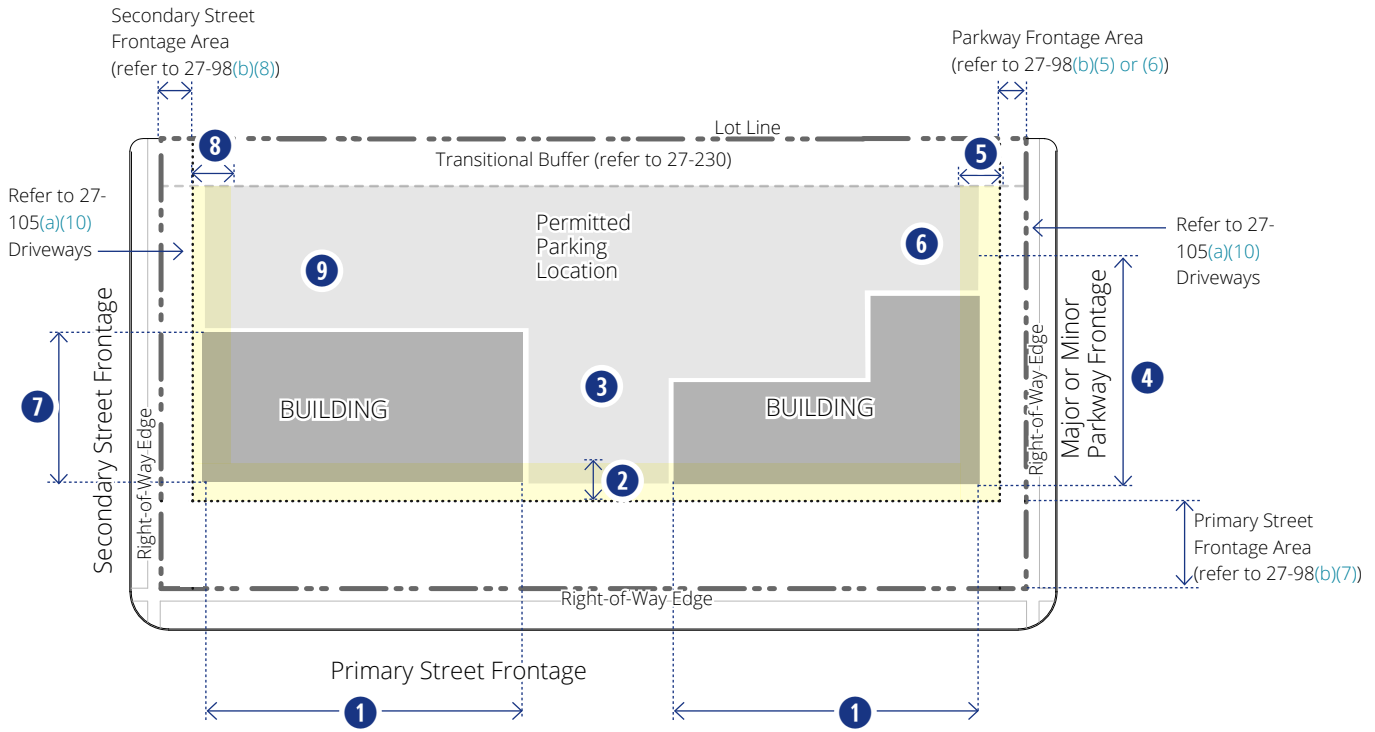 Secondary Street
Frontage Area
(refer to 27-98(b)(8))
Parkway Frontage Area
(refer to 27-98(b)(5) or (6))
Lot Line
8
Transitional Buffer (refer to 27-230)
5
Refer to 27-
105(a)(10)
Driveways
Permitted
Parking
Location
6
Refer to 27-
105(a)(10)
Driveways
9
Secondary Street Frontage
Right-of-Way Edge
7
BUILDING
3
BUILDING
Right-of-Way Edge
Major or Minor
Parkway Frontage
4
2
Primary Street
Frontage Area
(refer to 27-98(b)(7))
Right-of-Way Edge
Primary Street Frontage
1
1